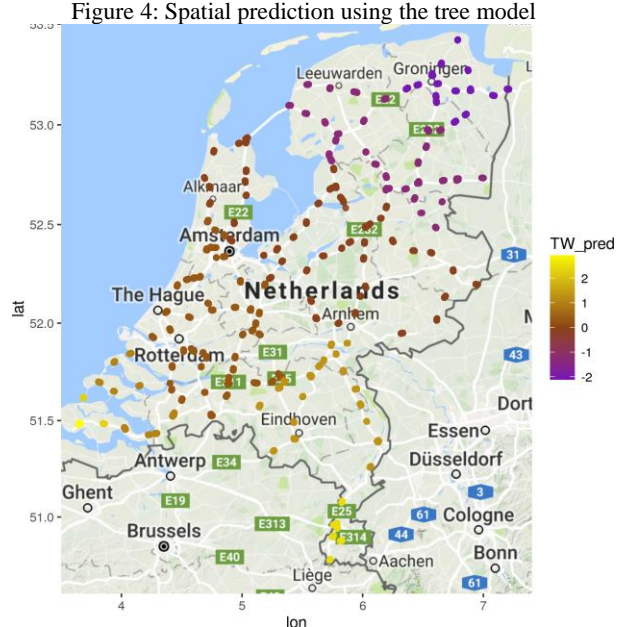 Figure 4: Spatial prediction using the tree model
53.5
Leeuwarden
Groningen
53.0
Alkmaar
E22
52.5
Amsterdam
E232
31
TW_pred
2
1
0
-1
-2
The Hague
Netherlands
52.0
Arnhem
lat
Rotterdam
E31
43
Dort
51.5
Eindhoven
Essen
Antwerp
E34
Düsseldorf
Ghent
E19
E25
3
51.0
E313
E314
61
Cologne
Brussels
44
E40
Aachen
Bonn
Liège
61
4
5
6
7
lon